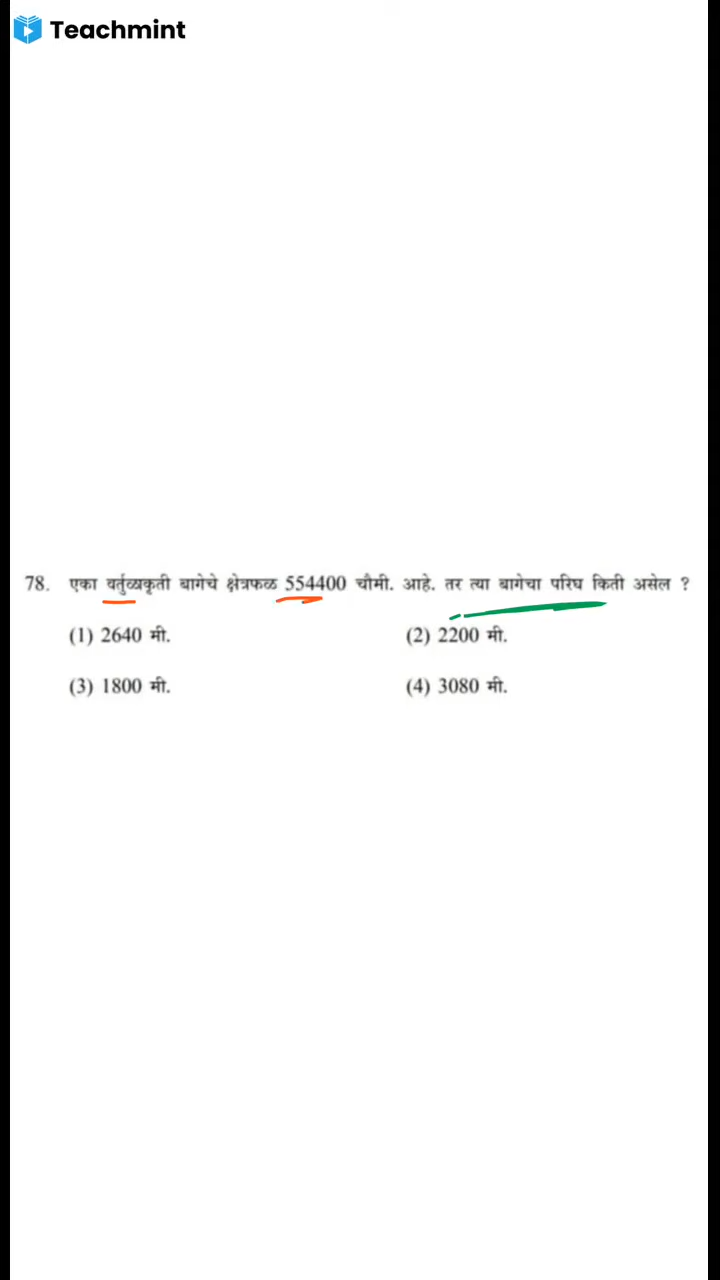 Teachmint
78. एका वर्तुळाकृती बागेचे क्षेत्रफळ 554400 चौमी. आहे. तर त्या बागेचा परिघ किती असेल ?
(1) 2640 मी. (2) 2200 मी.
(3) 1800 मी. (4) 3080 मी.